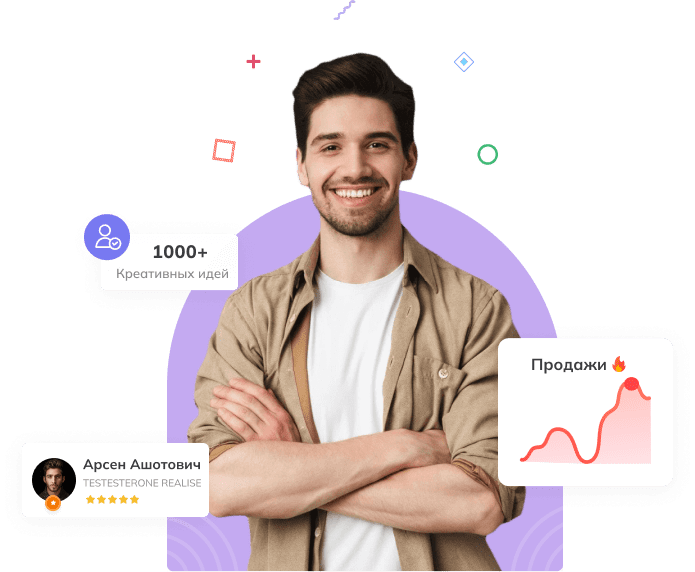 1000+
Креативных идей
Продажи 🔥
Арсен Ашотович
TESTESTERONE REALISE